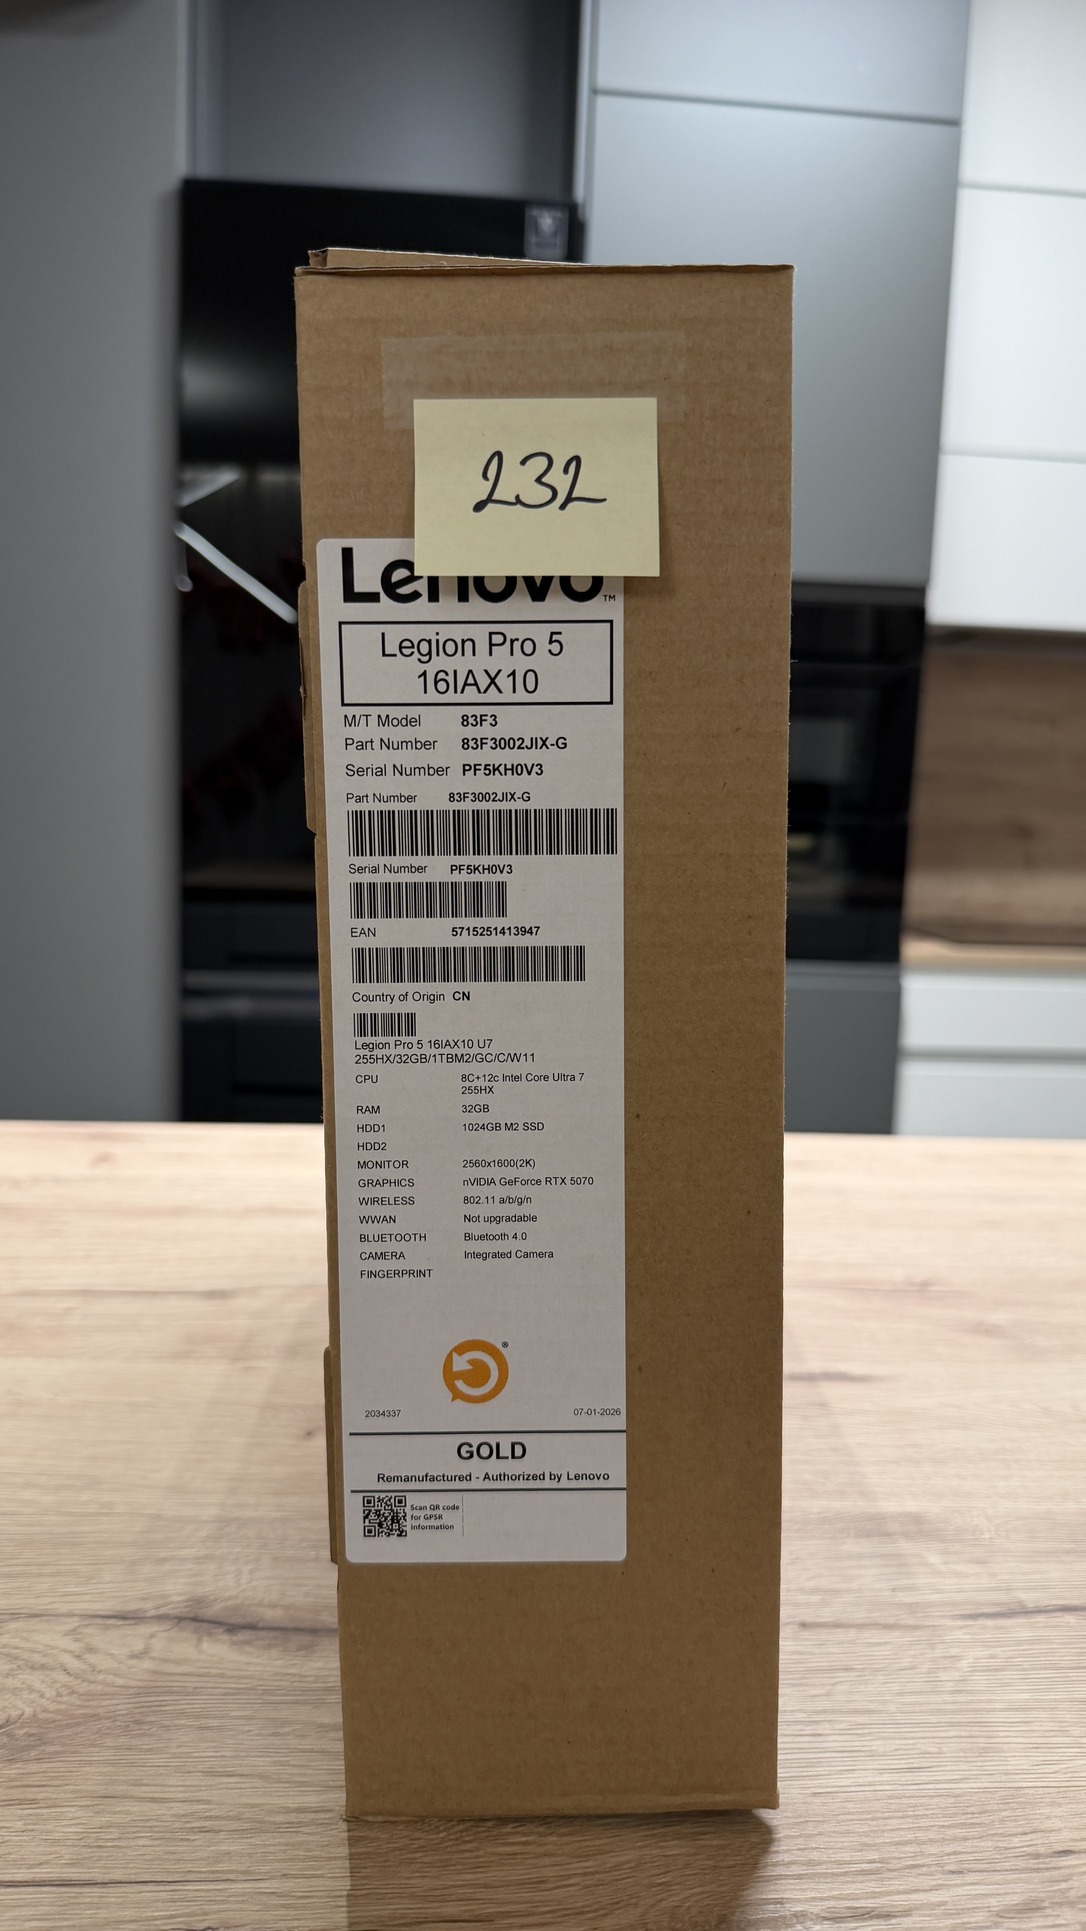 232
Lenovo™
Legion Pro 5
16IAX10
M/T Model 83F3
Part Number 83F3002JIX-G
Serial Number PF5KH0V3
Part Number 83F3002JIX-G
Serial Number PF5KH0V3
EAN 5715251413947
Country of Origin CN
Legion Pro 5 16IAX10 U7
255HX/32GB/1TBM2/GC/C/W11
CPU 8C+12c Intel Core Ultra 7
255HX
RAM 32GB
HDD1 1024GB M2 SSD
HDD2
MONITOR 2560x1600(2K)
GRAPHICS nVIDIA GeForce RTX 5070
WIRELESS 802.11 a/b/g/n
WWAN Not upgradable
BLUETOOTH Bluetooth 4.0
CAMERA Integrated Camera
FINGERPRINT
®
2034337 07-01-2026
GOLD
Remanufactured - Authorized by Lenovo
Scan QR code
for GPSR
information